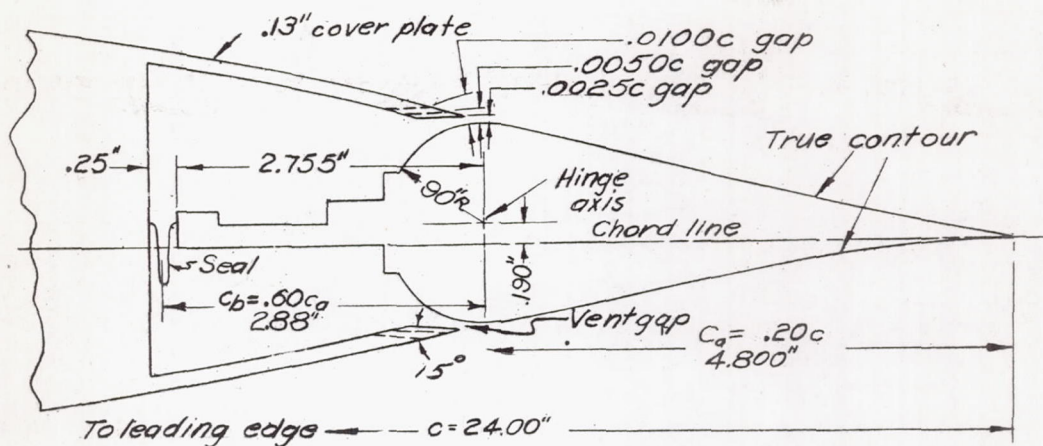 .13" cover plate
.0100c gap
.0050c gap
.0025c gap
True contour
.25"
2.755"
.90"R
Hinge
axis
Chord line
.190"
Seal
cb = .60ca
2.88"
Vent gap
15°
Ca = .20c
4.800"
To leading edge
c = 24.00"